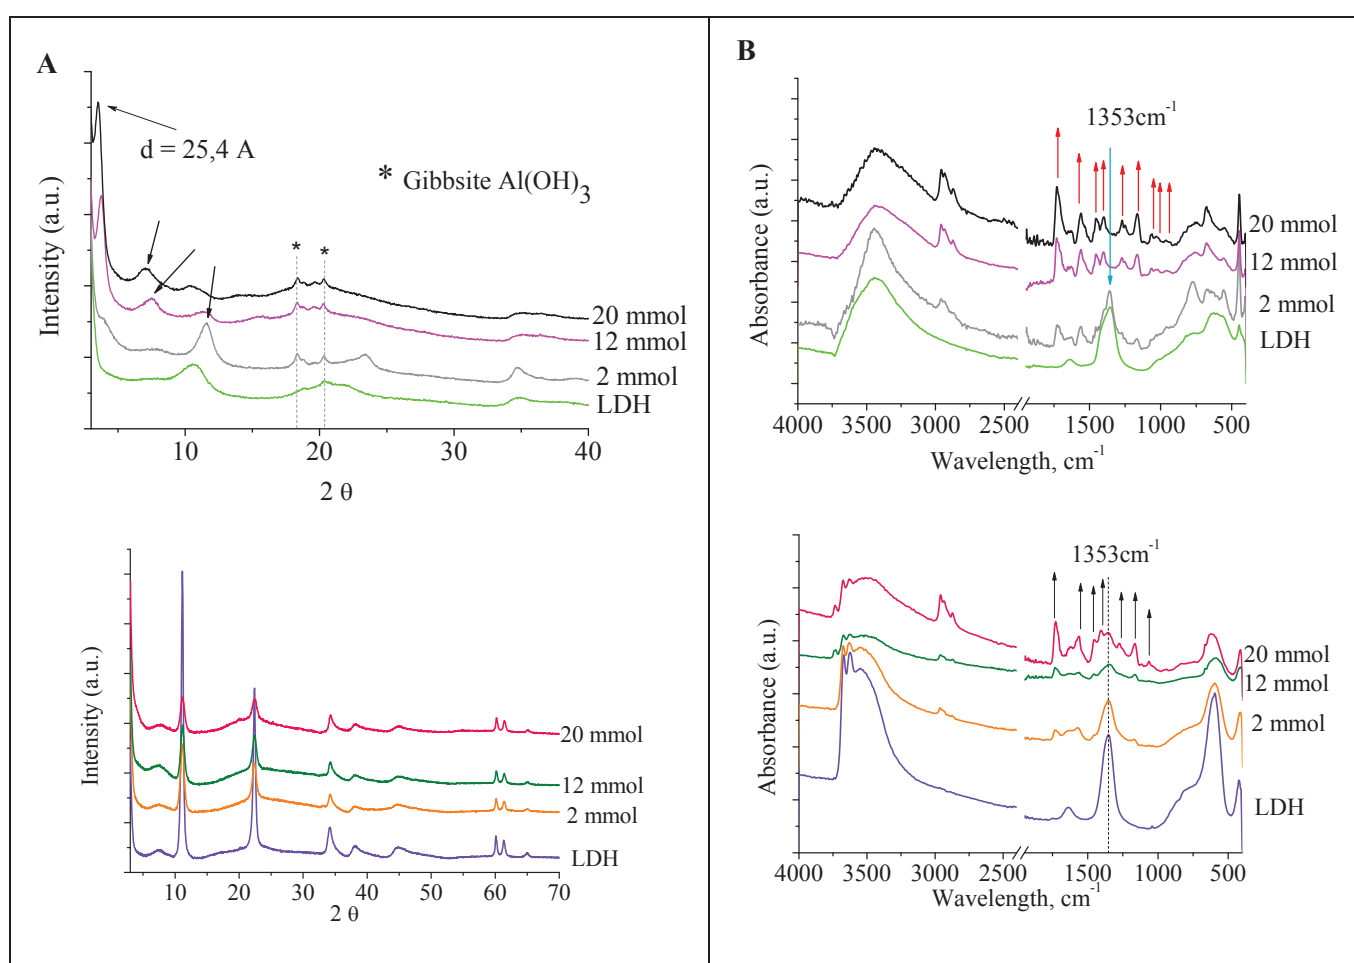 A
d = 25,4 A
* Gibbsite Al(OH)3
* *
Intensity (a.u.)
20 mmol
12 mmol
2 mmol
LDH
10 20 30 40
2 θ
B
1353cm-1
Absorbance (a.u.)
20 mmol
12 mmol
2 mmol
LDH
4000 3500 3000 2500 1500 1000 500
Wavelength, cm-1
Intensity (a.u.)
20 mmol
12 mmol
2 mmol
LDH
10 20 30 40 50 60 70
2 θ
1353cm-1
Absorbance (a.u.)
20 mmol
12 mmol
2 mmol
LDH
4000 3500 3000 2500 1500 1000 500
Wavelength, cm-1